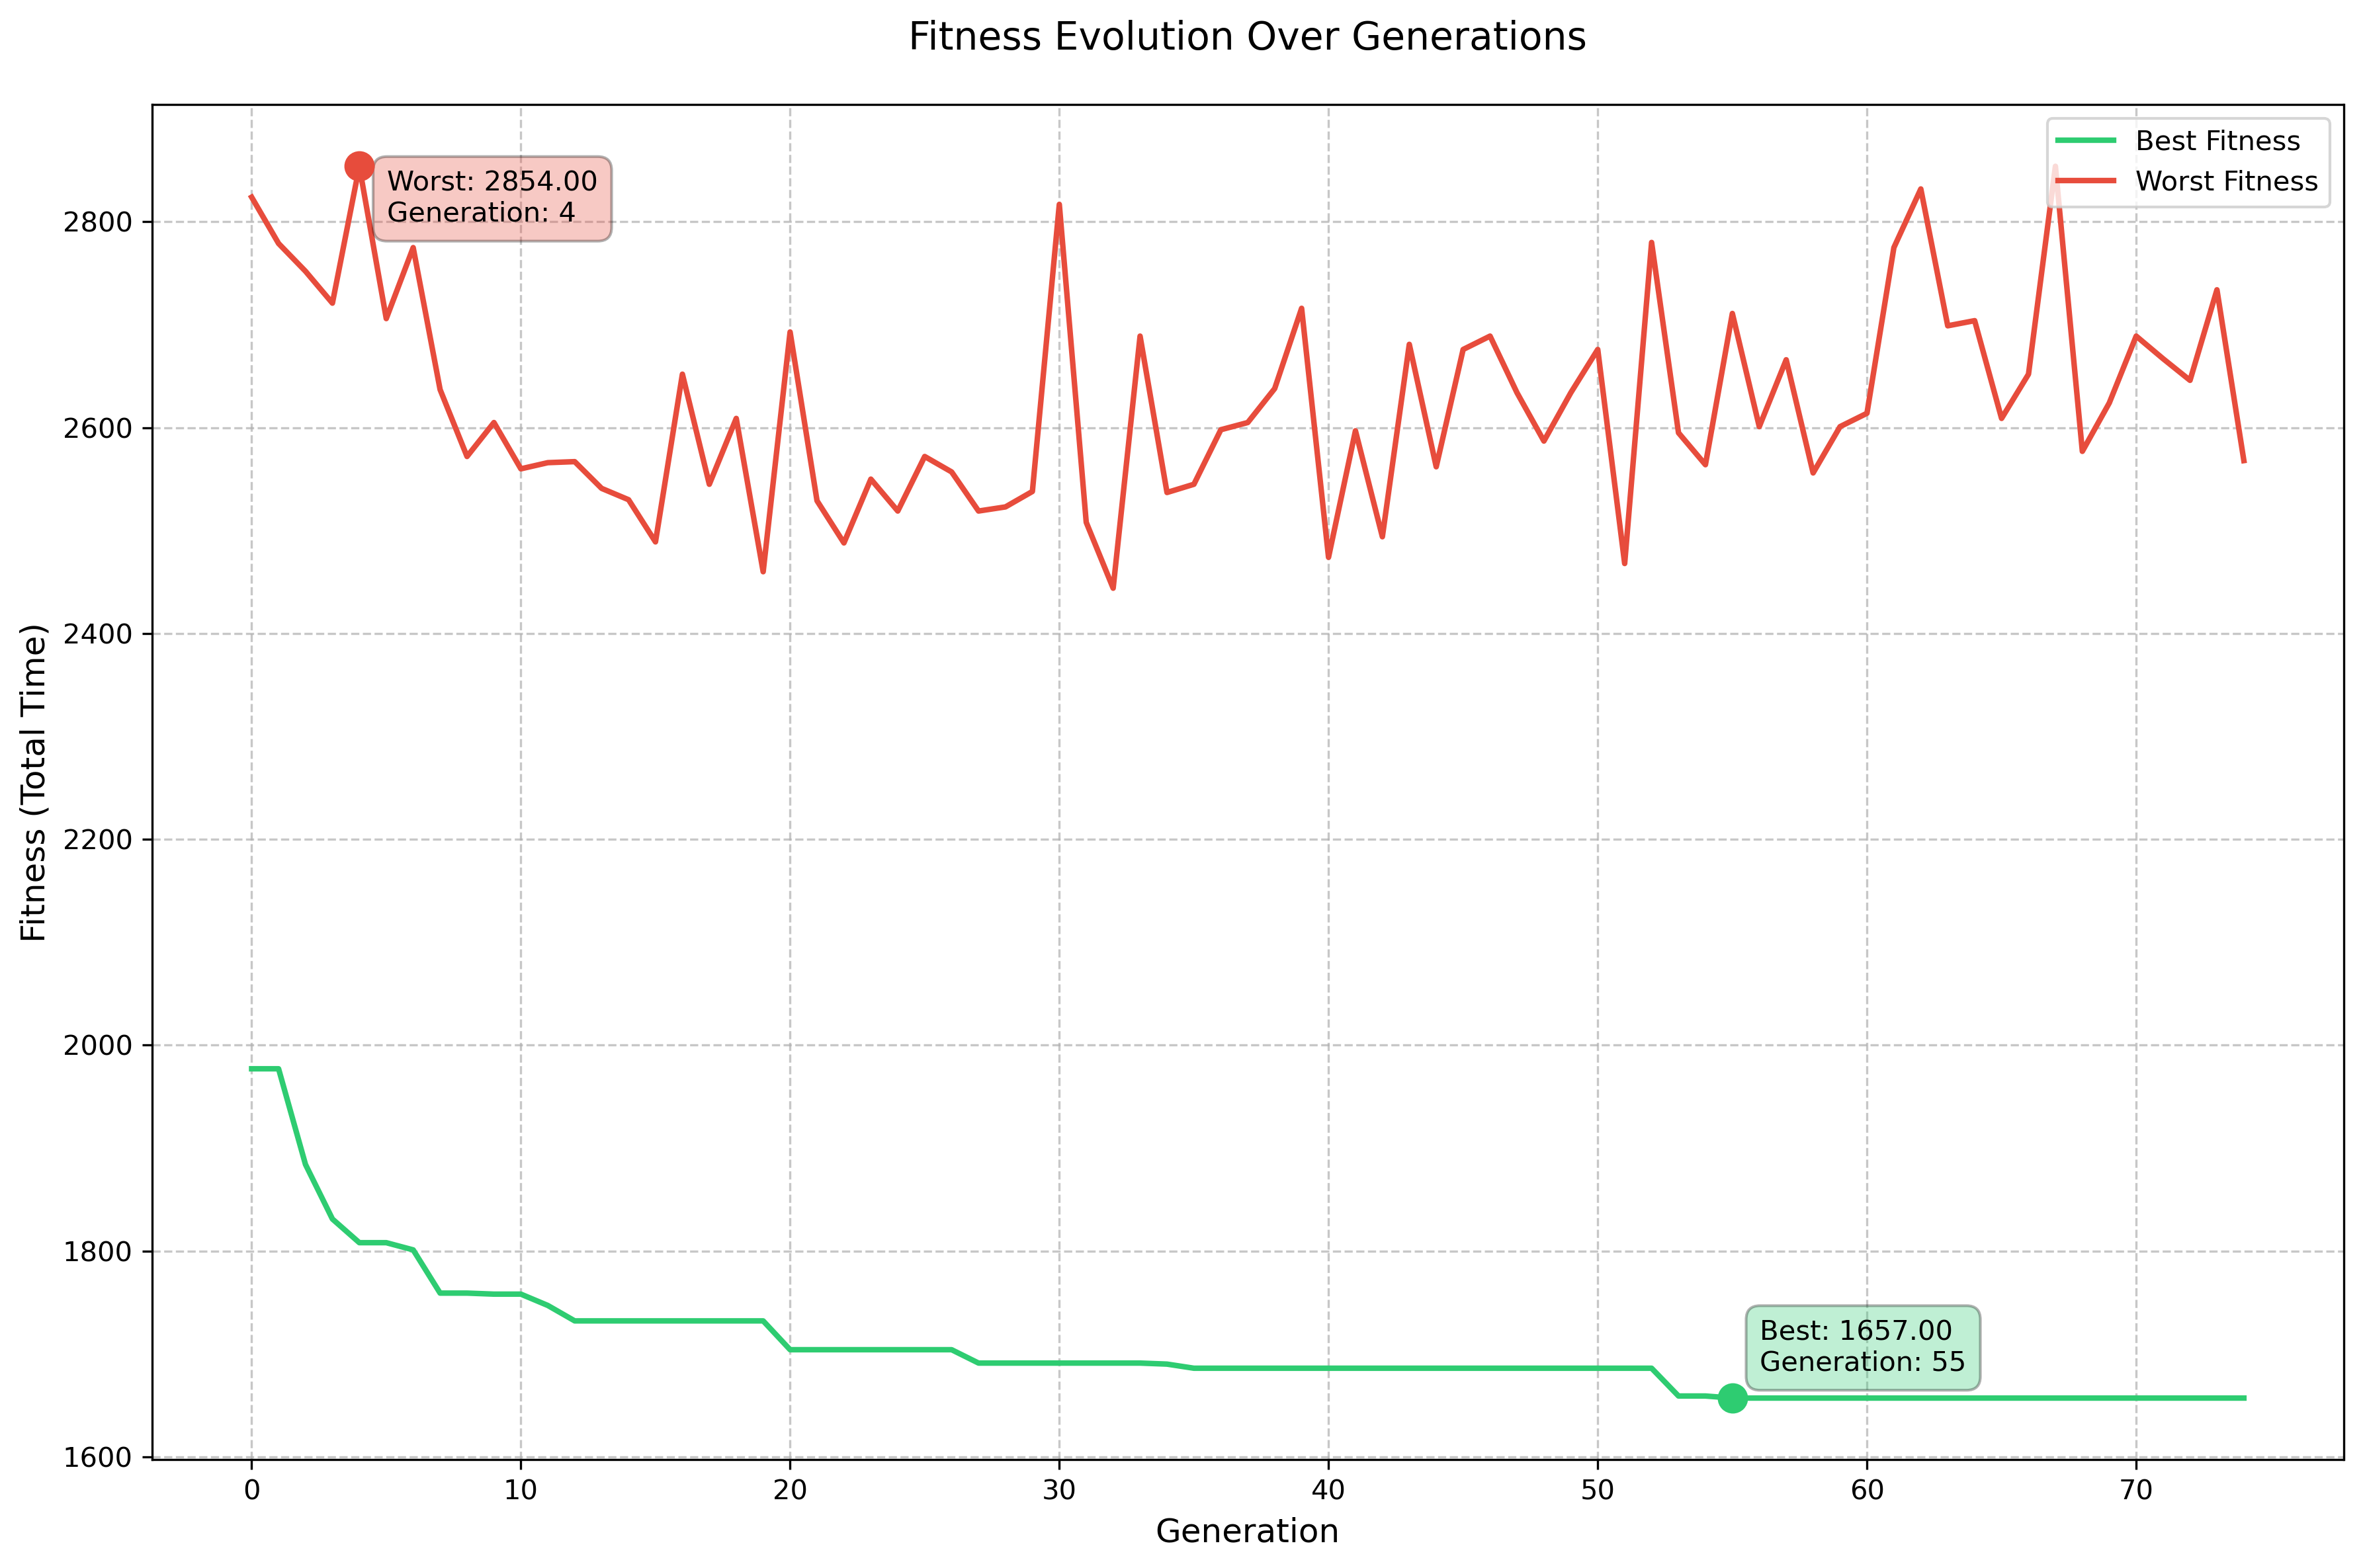 Fitness Evolution Over Generations
Best Fitness
Worst Fitness
Worst: 2854.00
Generation: 4
Best: 1657.00
Generation: 55
Fitness (Total Time)
2800
2600
2400
2200
2000
1800
1600
0 10 20 30 40 50 60 70
Generation